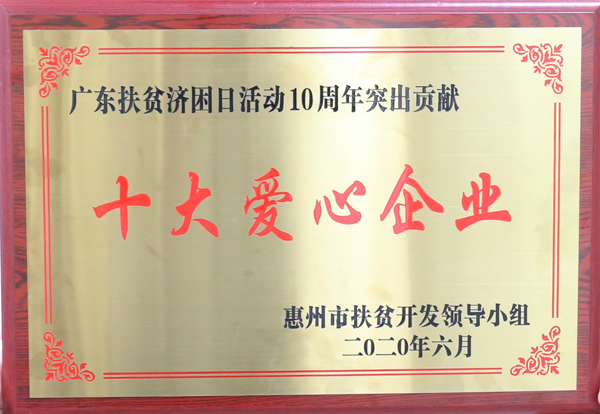 广东扶贫济困日活动10周年突出贡献
十大爱心企业
惠州市扶贫开发领导小组
二〇二〇年六月